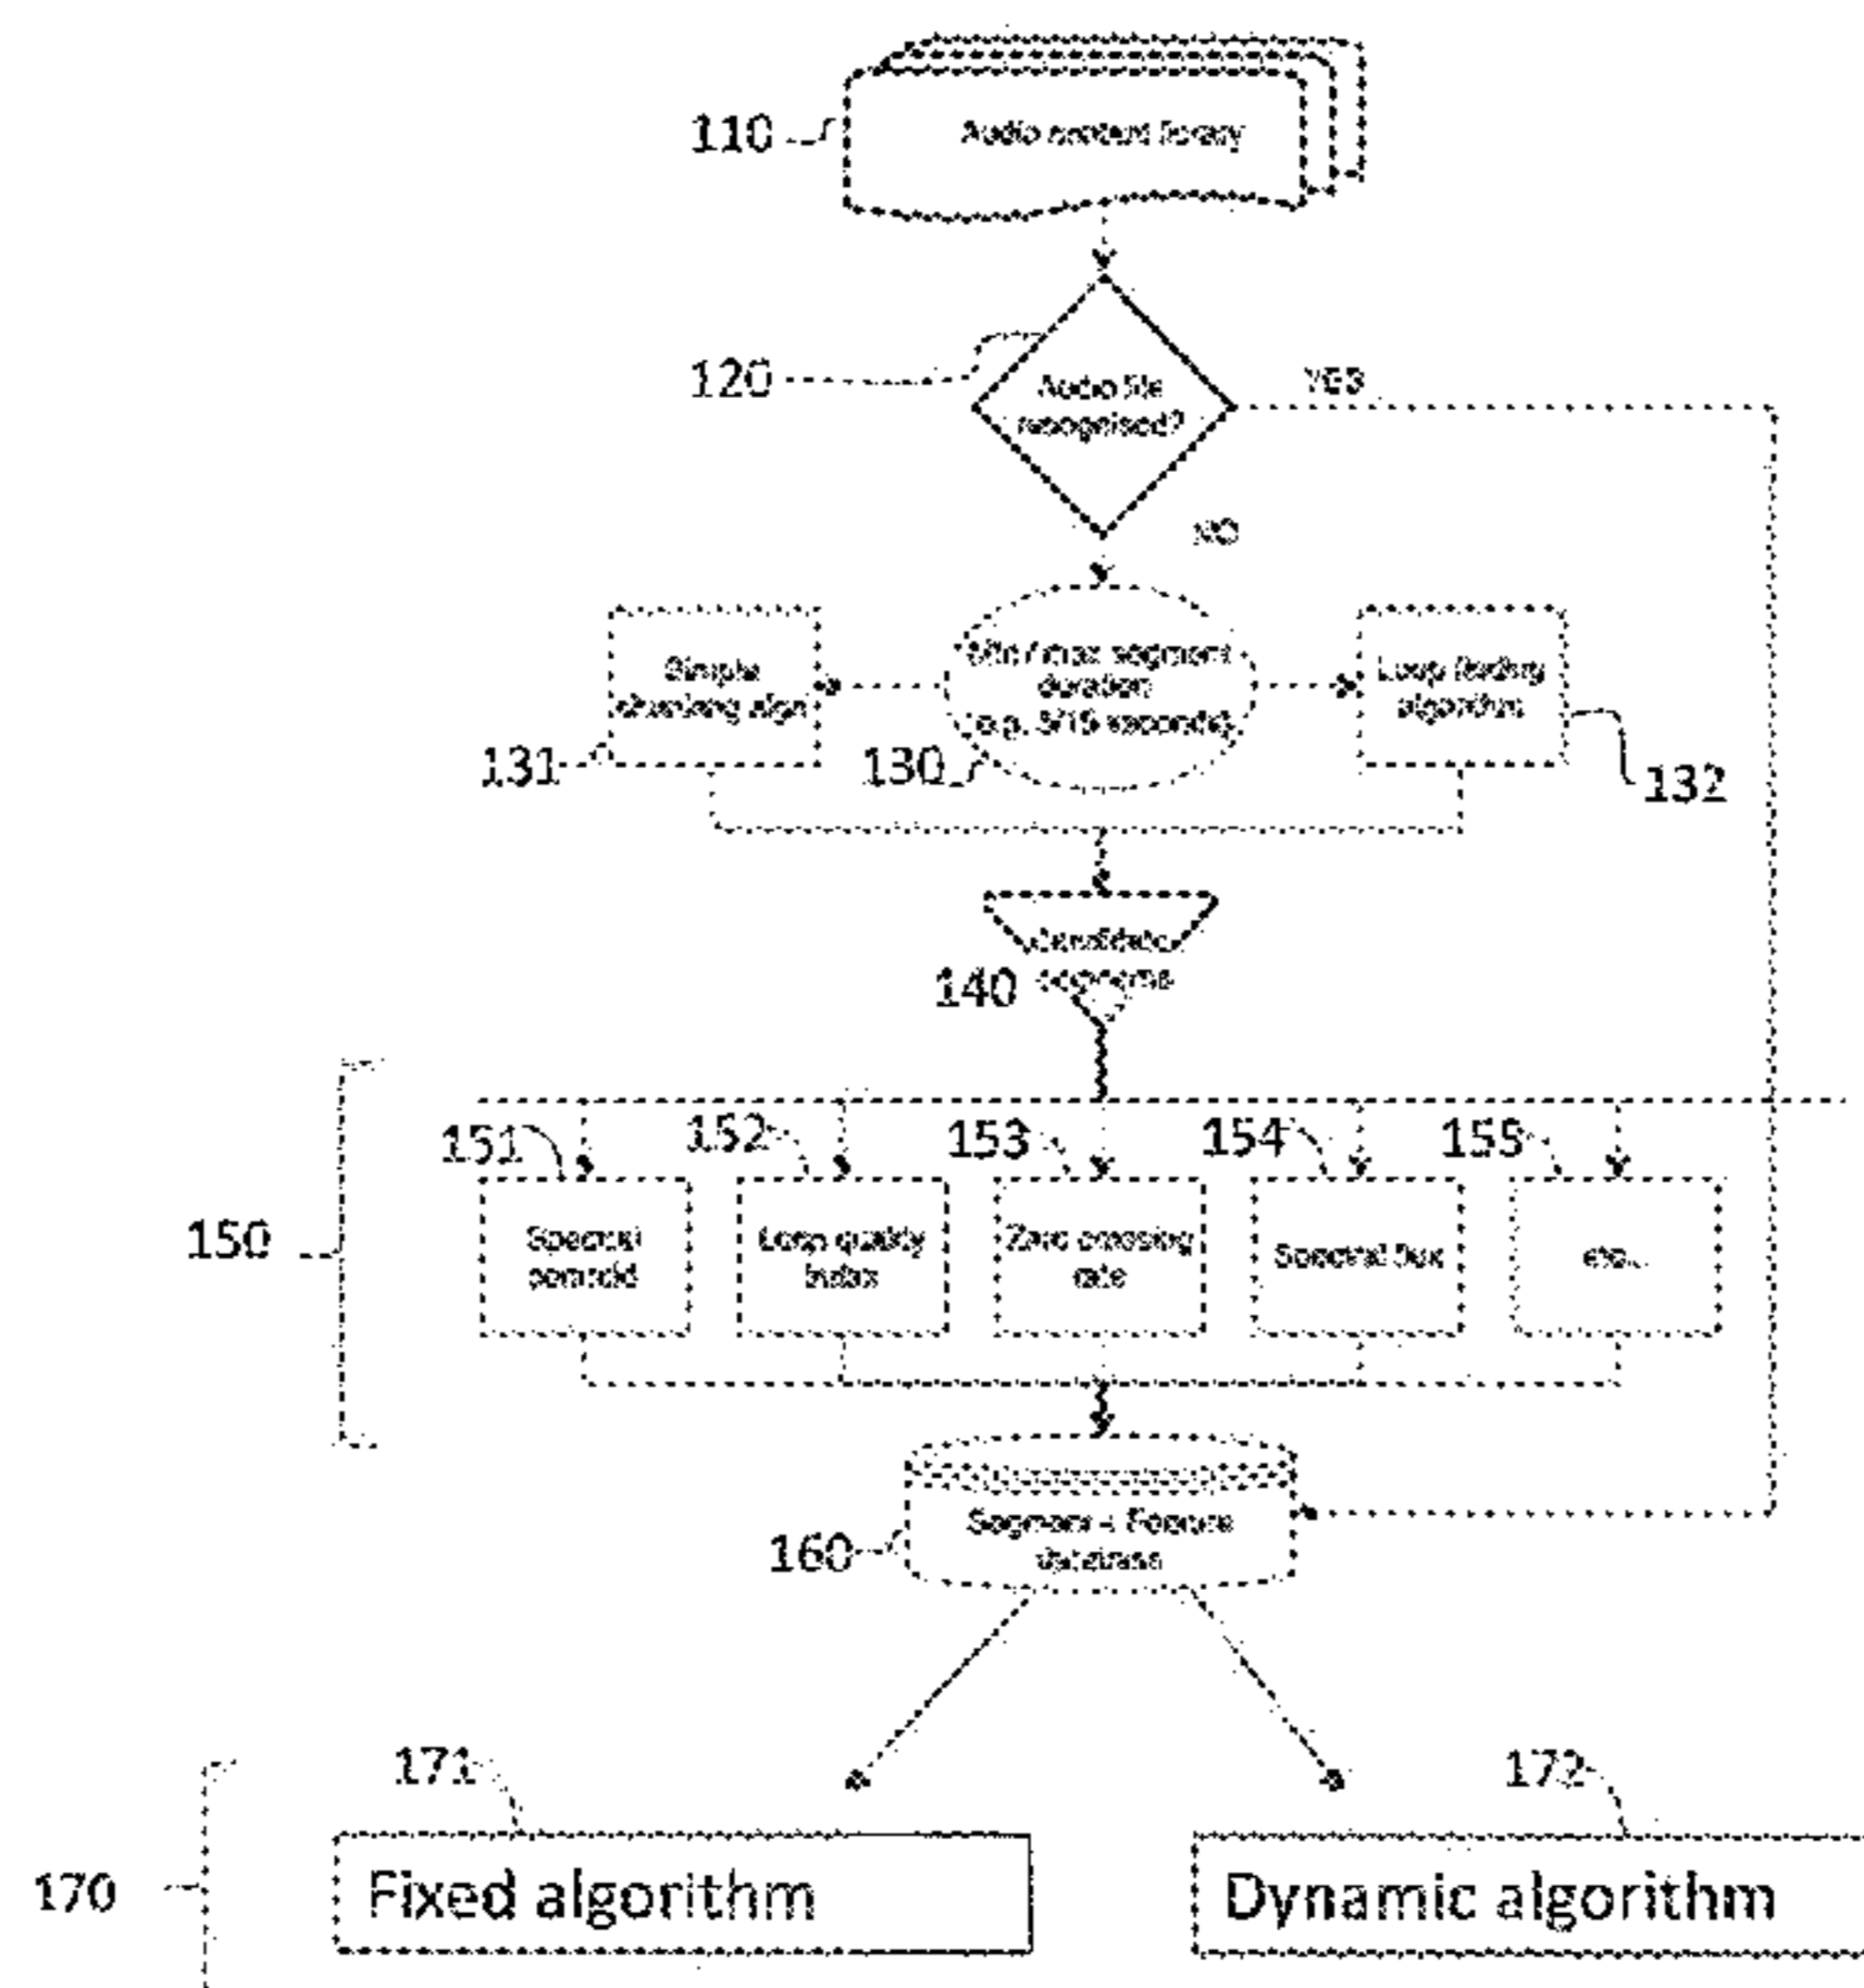 110
Audio content library
120
Audio file
recognised?
YES
NO
Simple
chunking algo
Min / max segment
duration
(e.g. 5/15 seconds)
Loop finding
algorithm
131
130
132
Candidate
segments
140
150
151
152
153
154
155
Spectral
centroid
Loop quality
index
Zero crossing
rate
Spectral flux
etc...
160
Segment + Feature
database
170
171
172
Fixed algorithm
Dynamic algorithm